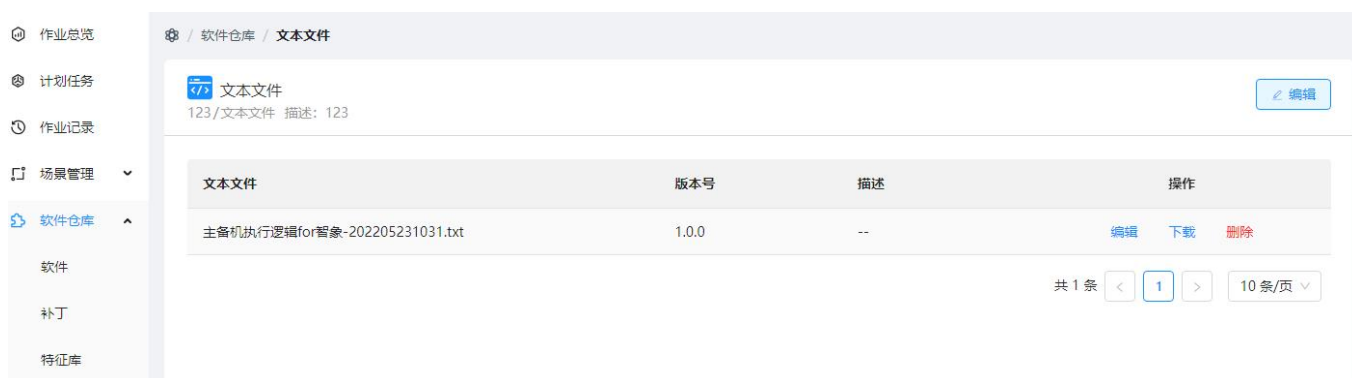 作业总览
计划任务
作业记录
场景管理
软件仓库
软件
补丁
特征库
/ 软件仓库 / 文本文件
文本文件
123/文本文件 描述：123
编辑
文本文件 版本号 描述 操作
主备机执行逻辑for智象-202205231031.txt 1.0.0 -- 编辑 下载 删除
共 1 条 < 1 > 10 条/页